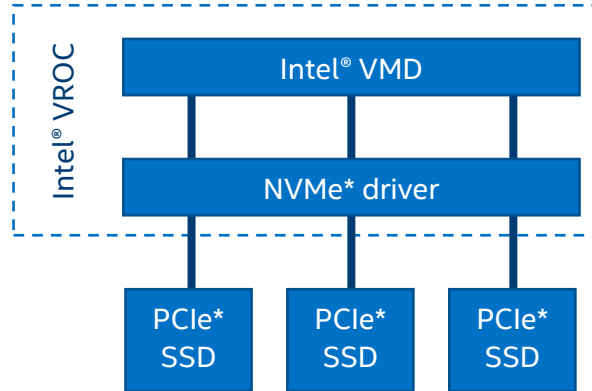 Intel® VROC
Intel® VMD
NVMe* driver
PCIe*
SSD
PCIe*
SSD
PCIe*
SSD